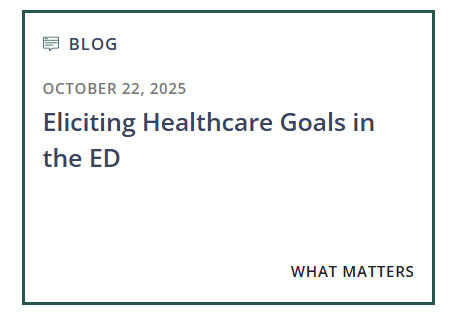 BLOG
OCTOBER 22, 2025
Eliciting Healthcare Goals in
the ED
WHAT MATTERS